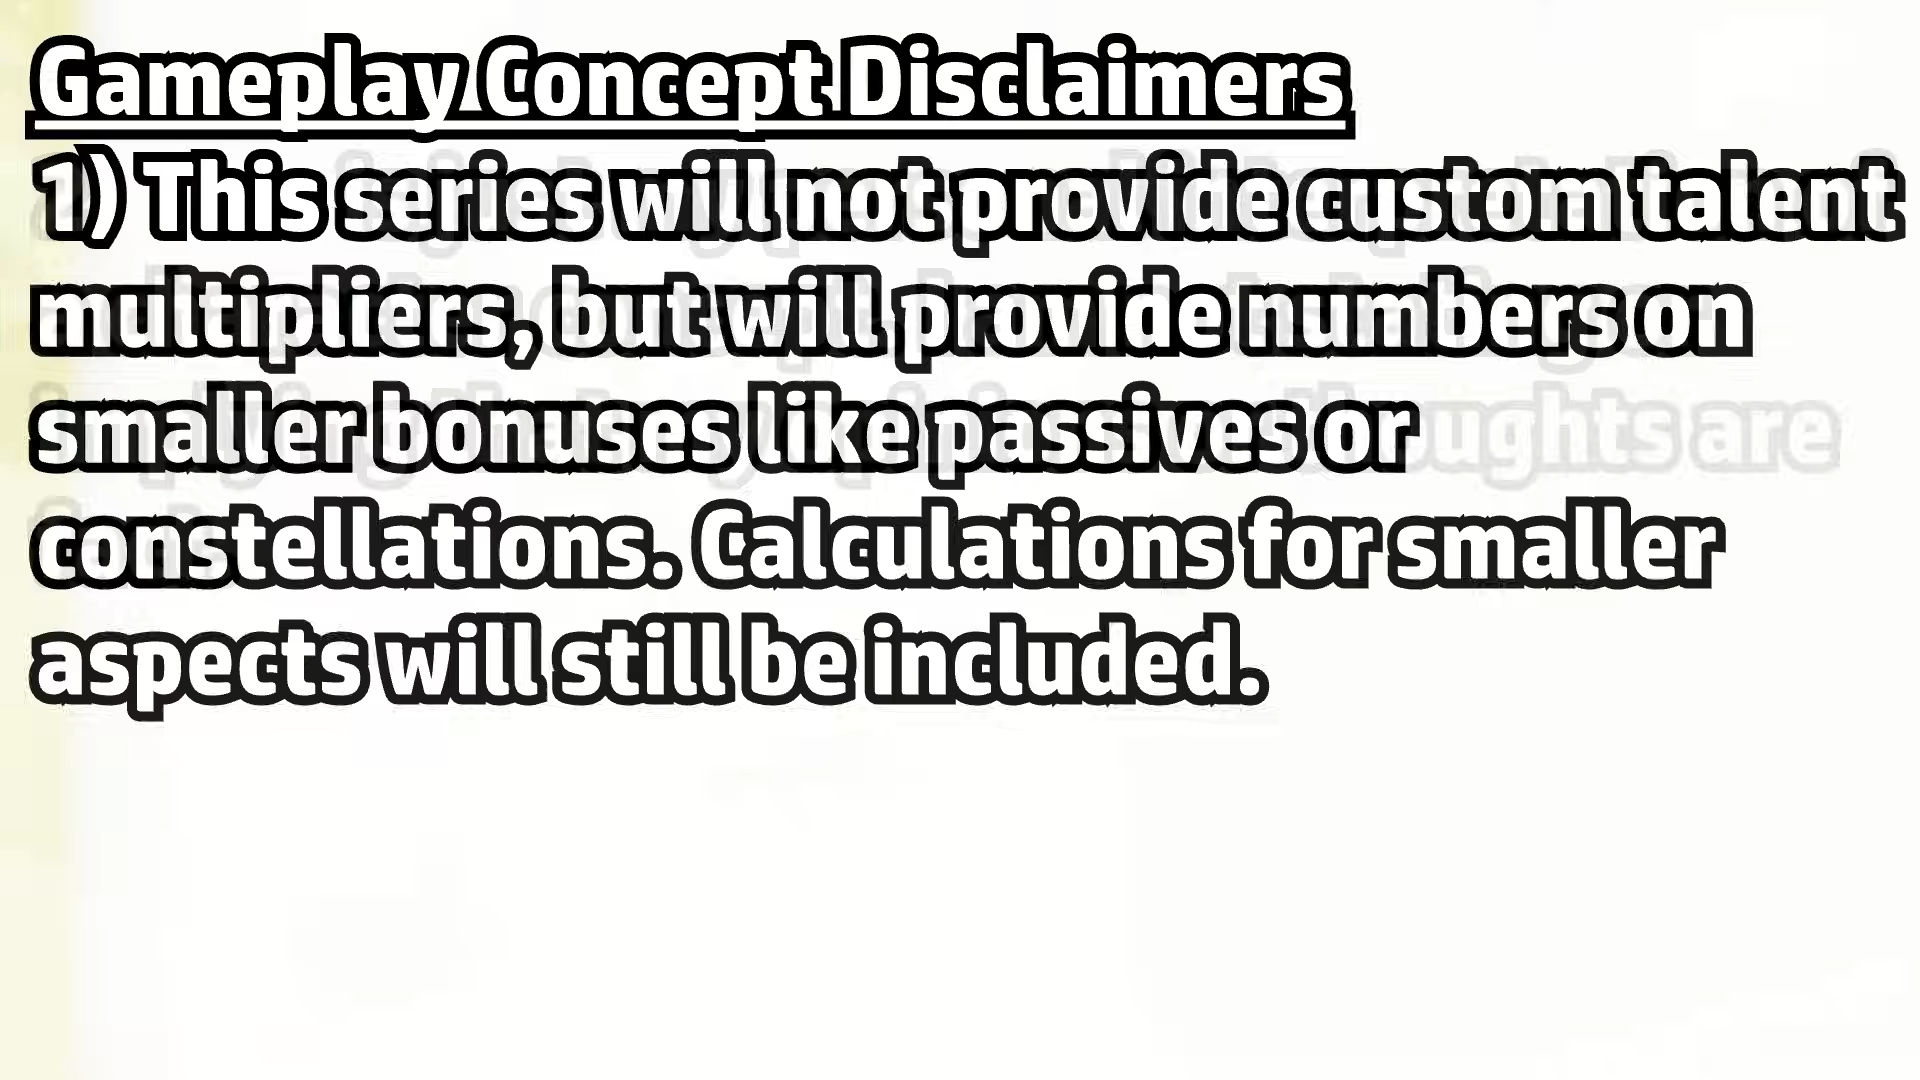 Gameplay Concept Disclaimers
1) This series will not provide custom talent
multipliers, but will provide numbers on
smaller bonuses like passives or
constellations. Calculations for smaller
aspects will still be included.